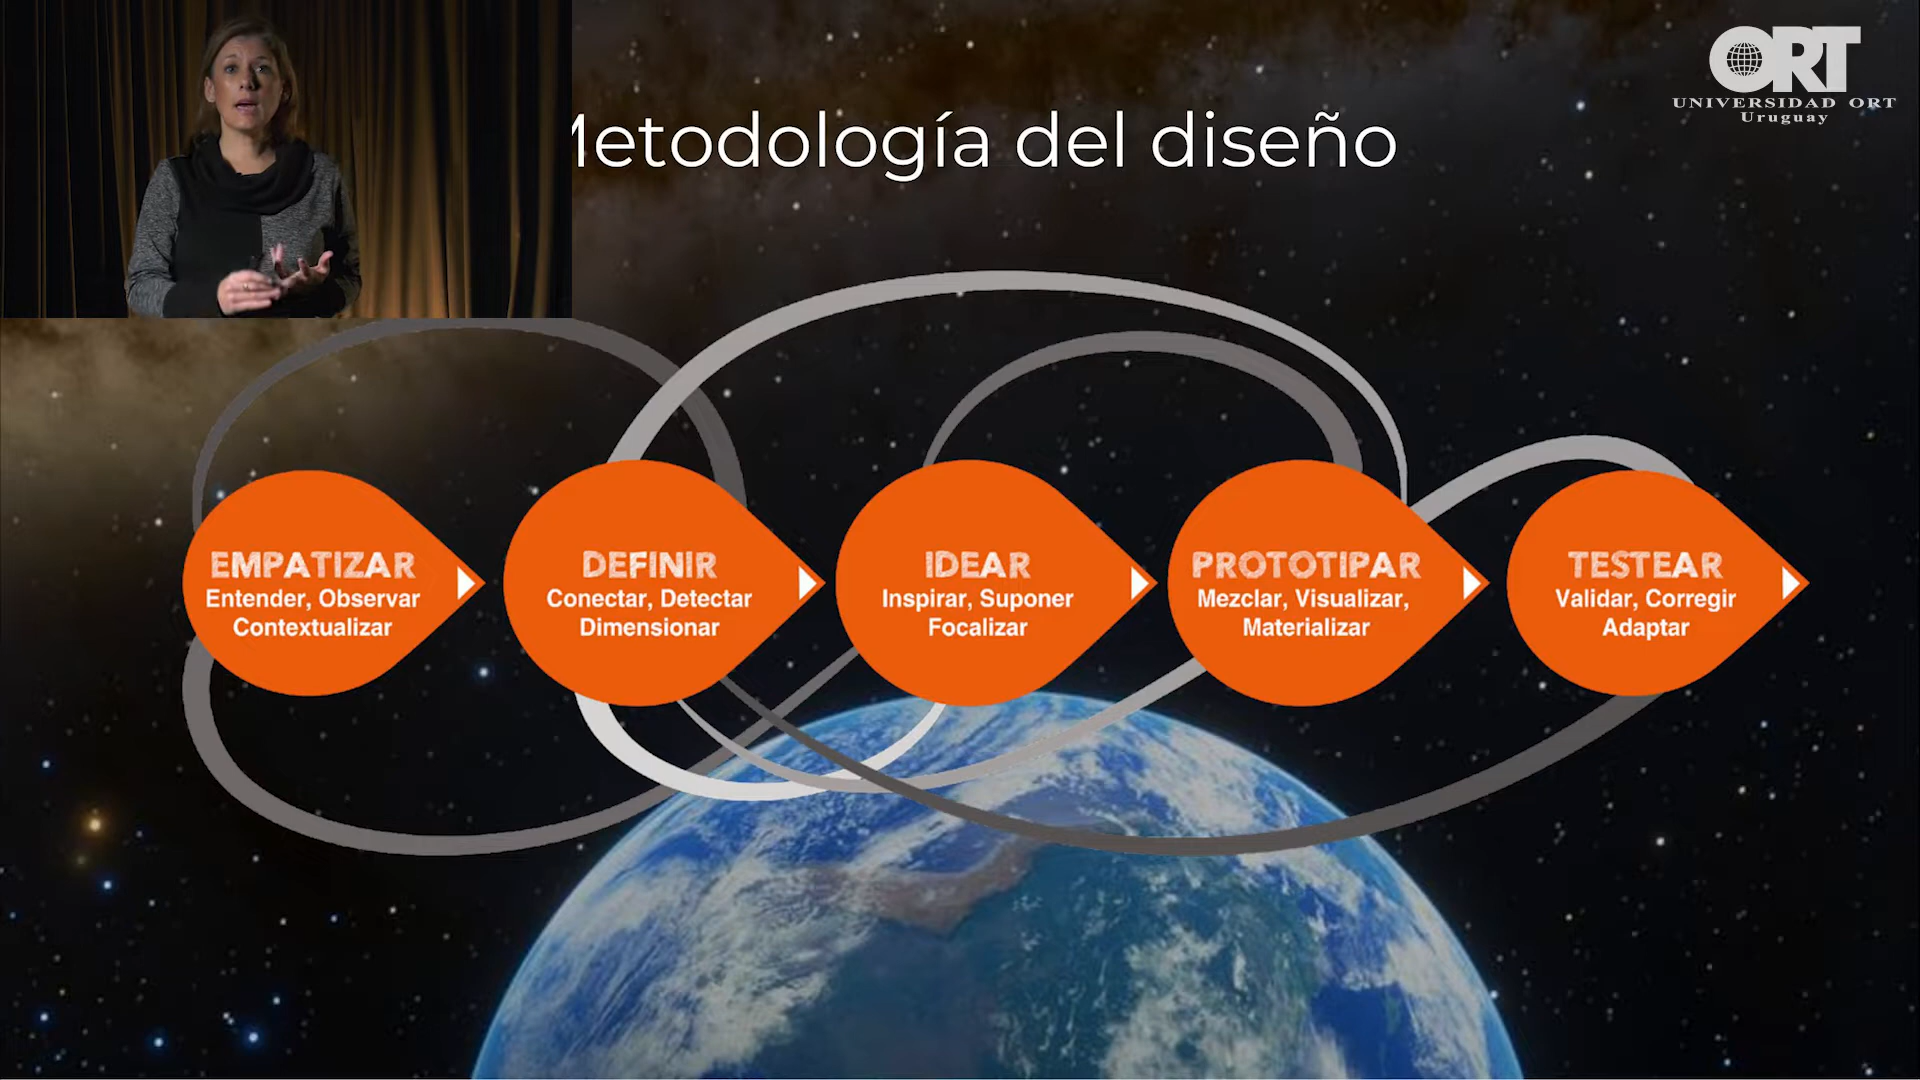 ORT
UNIVERSIDAD ORT
Uruguay
Metodología del diseño
EMPATIZAR
Entender, Observar
Contextualizar
DEFINIR
Conectar, Detectar
Dimensionar
IDEAR
Inspirar, Suponer
Focalizar
PROTOTIPAR
Mezclar, Visualizar,
Materializar
TESTEAR
Validar, Corregir
Adaptar